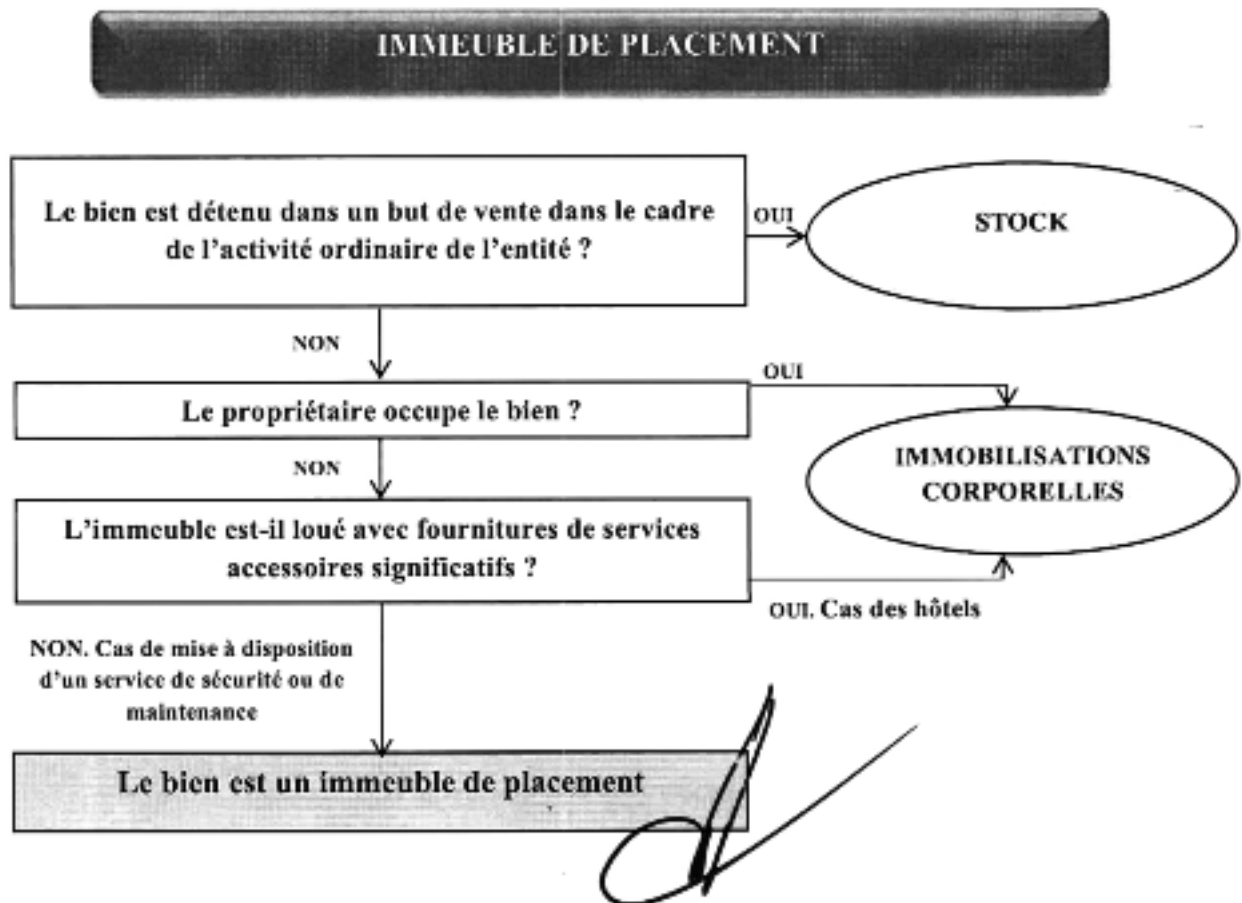 IMMEUBLE DE PLACEMENT
Le bien est détenu dans un but de vente dans le cadre
de l'activité ordinaire de l'entité ?
OUI
STOCK
NON
OUI
Le propriétaire occupe le bien ?
NON
IMMOBILISATIONS
CORPORELLES
L'immeuble est-il loué avec fournitures de services
accessoires significatifs ?
OUI. Cas des hôtels
NON. Cas de mise à disposition
d'un service de sécurité ou de
maintenance
Le bien est un immeuble de placement